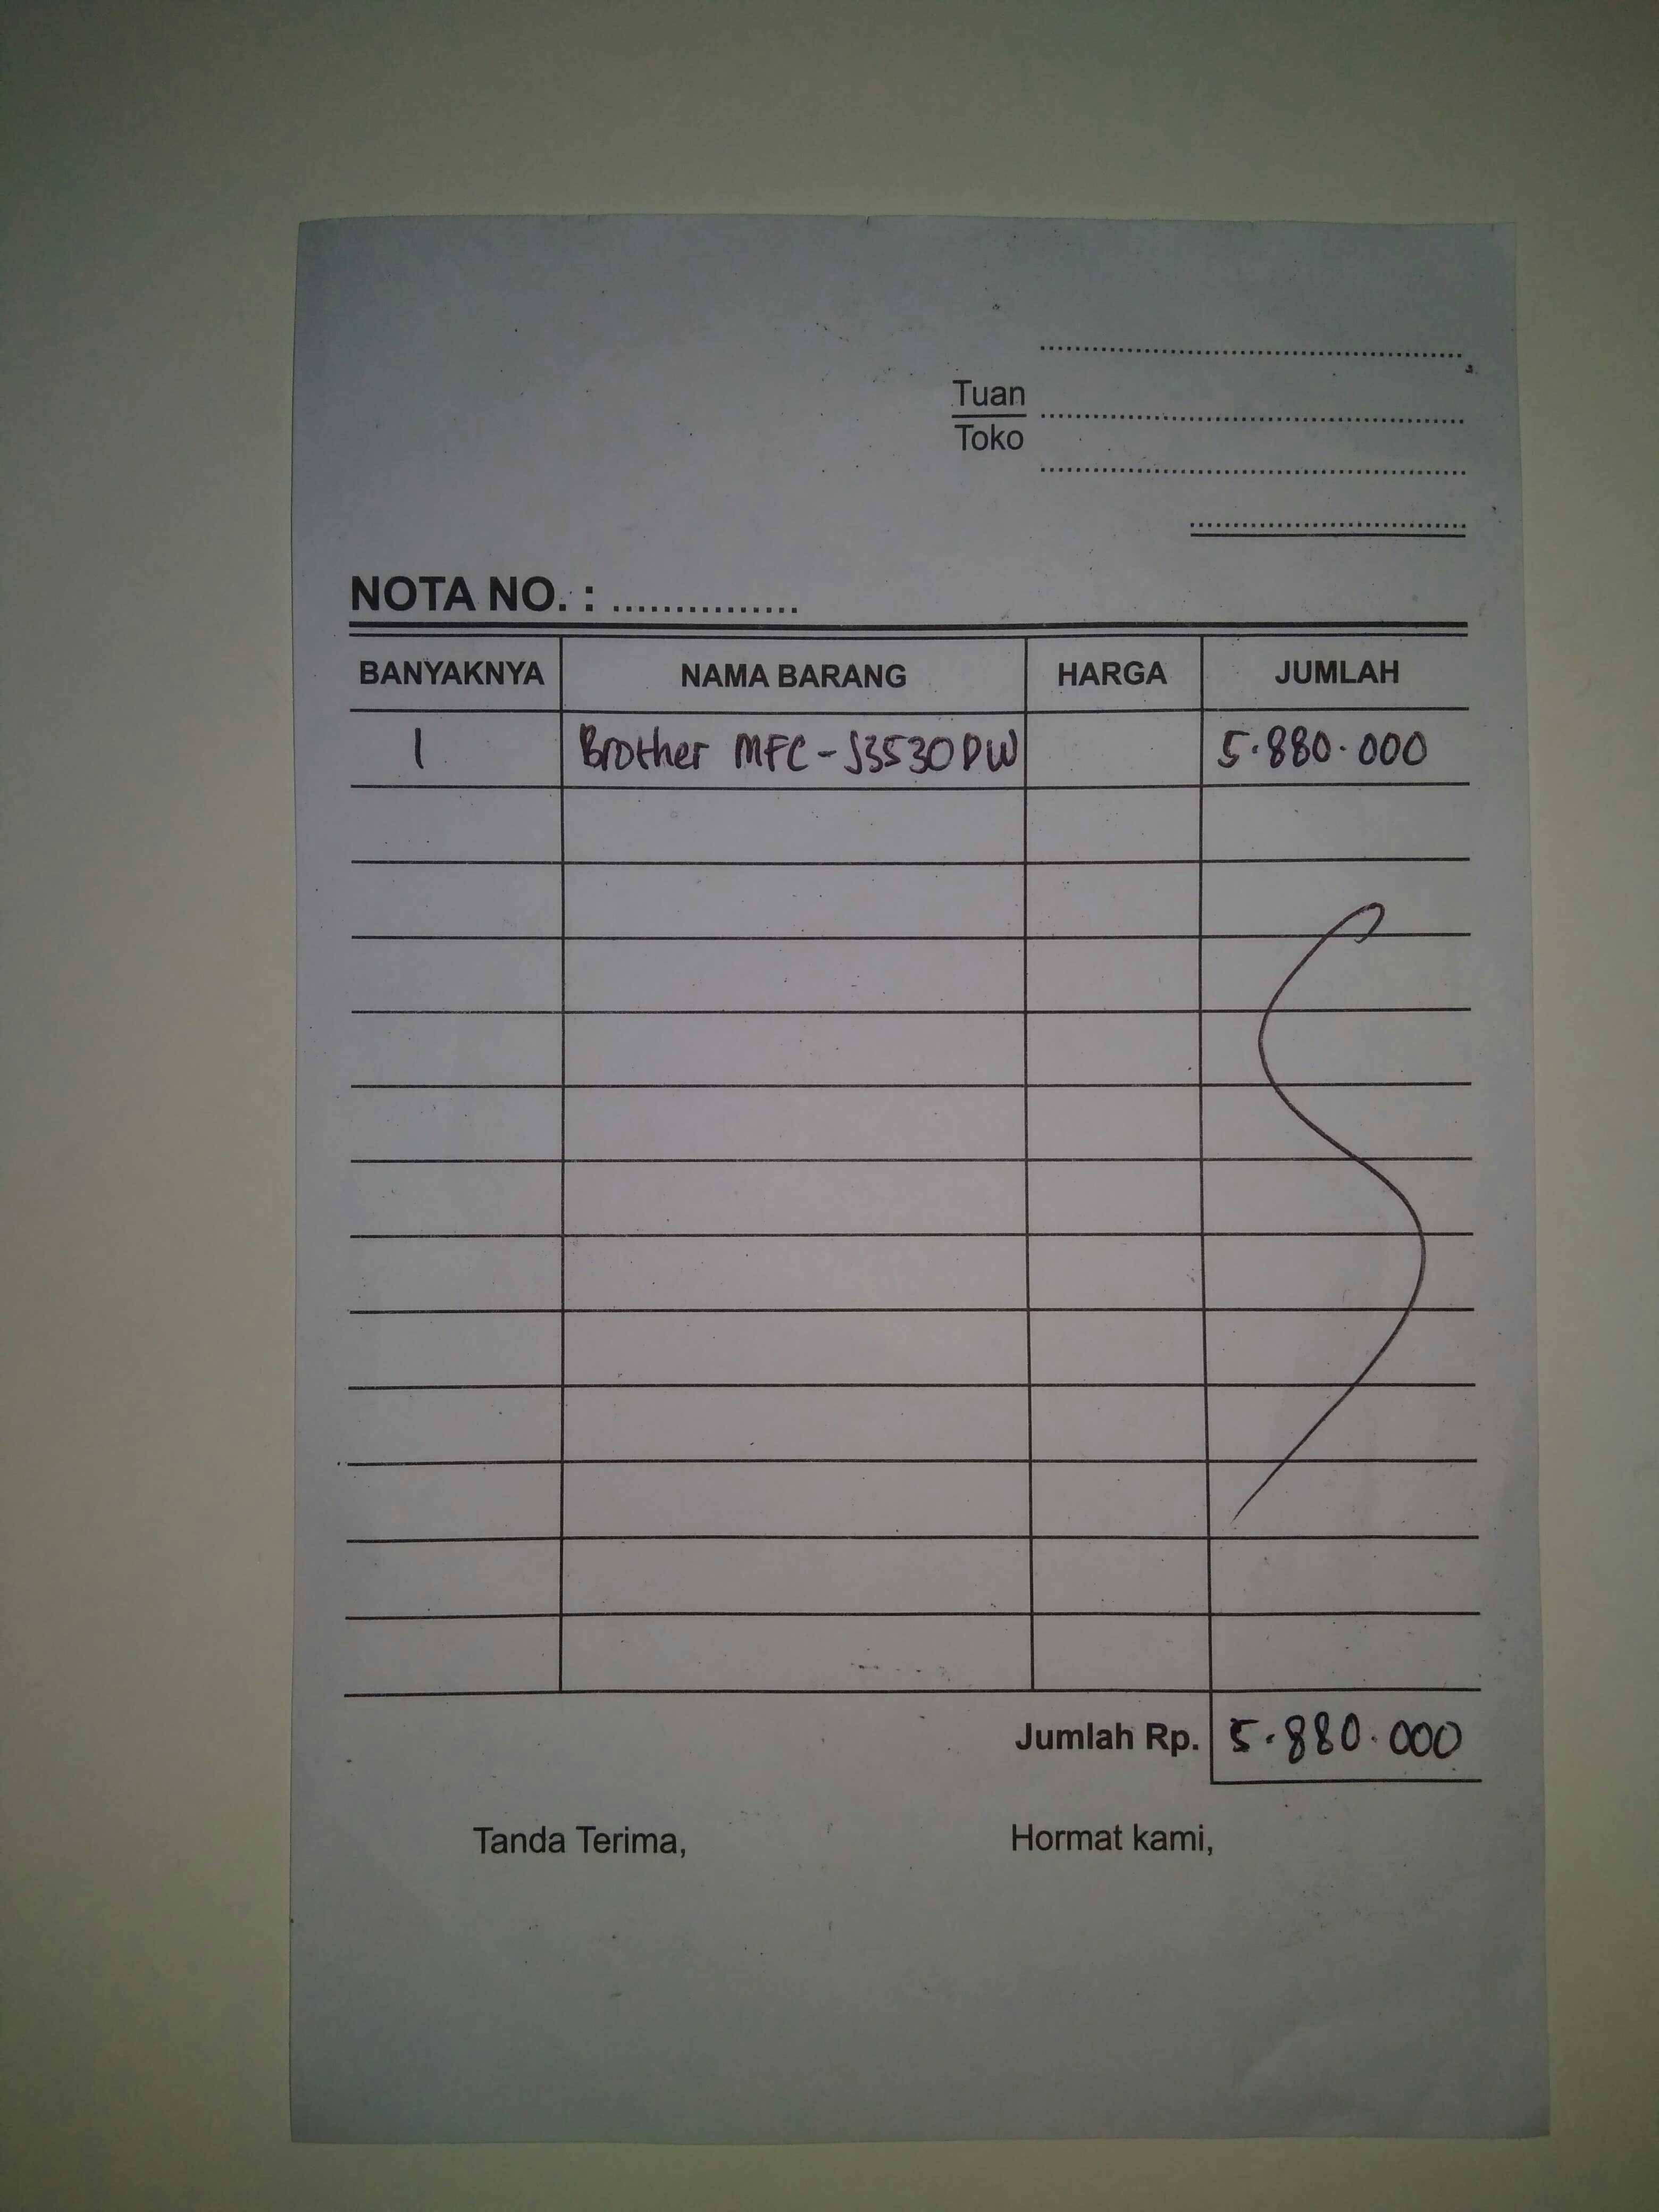 Tuan
Toko
NOTA NO. : ...............
BANYAKNYA NAMA BARANG HARGA JUMLAH
1 Brother MFC-J3530DW 5.880.000
Jumlah Rp. 5.880.000
Tanda Terima, Hormat kami,